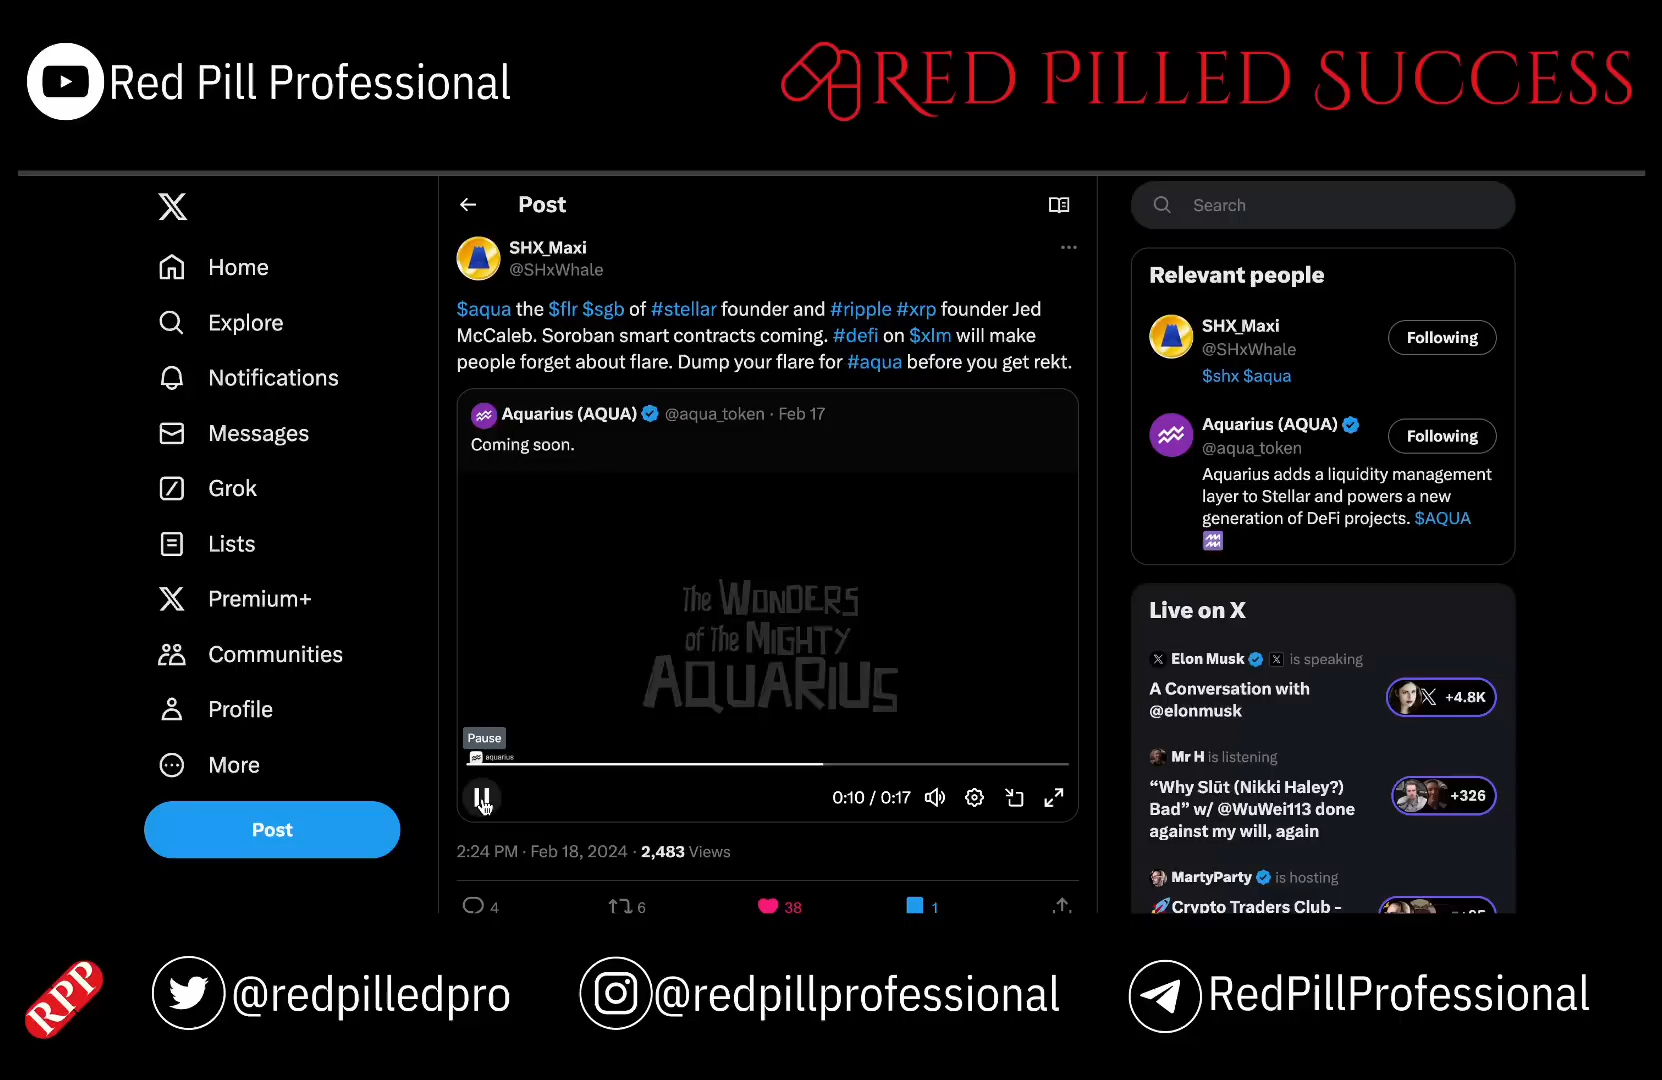 Red Pill Professional
RED PILLED SUCCESS
Home
Explore
Notifications
Messages
Grok
Lists
Premium+
Communities
Profile
More
Post
Post
SHX_Maxi
@SHxWhale
$aqua the $flr $sgb of #stellar founder and #ripple #xrp founder Jed
McCaleb. Soroban smart contracts coming. #defi on $xlm will make
people forget about flare. Dump your flare for #aqua before you get rekt.
Aquarius (AQUA) @aqua_token · Feb 17
Coming soon.
The WONDERS
of The MIGHTY
AQUARIUS
Pause
aquarius
0:10 / 0:17
2:24 PM · Feb 18, 2024 · 2,483 Views
4 6 38 1
Search
Relevant people
SHX_Maxi
@SHxWhale
Following
$shx $aqua
Aquarius (AQUA)
@aqua_token
Following
Aquarius adds a liquidity management
layer to Stellar and powers a new
generation of DeFi projects. $AQUA
Live on X
Elon Musk is speaking
A Conversation with
@elonmusk
+4.8K
Mr H is listening
“Why Slūt (Nikki Haley?)
Bad” w/ @WuWei113 done
against my will, again
+326
MartyParty is hosting
Crypto Traders Club -
RPP
@redpilledpro
@redpillprofessional
RedPillProfessional